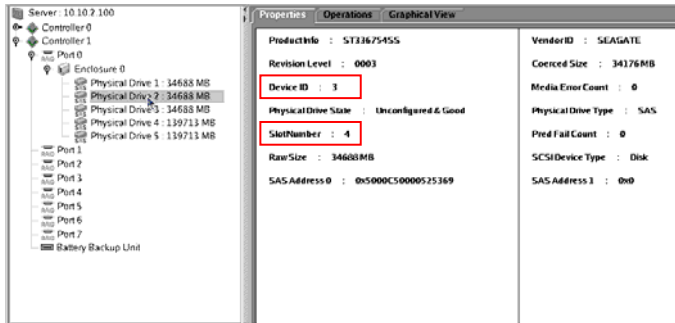 Server : 10.10.2.100
Controller 0
Controller 1
Port 0
Enclosure 0
Physical Drive 1 : 34688 MB
Physical Drive 2 : 34688 MB
Physical Drive 3 : 34688 MB
Physical Drive 4 : 139713 MB
Physical Drive 5 : 139713 MB
Port 1
Port 2
Port 3
Port 4
Port 5
Port 6
Port 7
Battery Backup Unit
Properties Operations Graphical View
ProductInfo : ST336754SS
Revision Level : 0003
Device ID : 3
Physical Drive State : Unconfigured & Good
SlotNumber : 4
Raw Size : 34688MB
SAS Address 0 : 0x5000C50000525369
VendorID : SEAGATE
Coerced Size : 34176MB
Media Error Count : 0
Physical Drive Type : SAS
Pred Fail Count : 0
SCSI Device Type : Disk
SAS Address 1 : 0x0